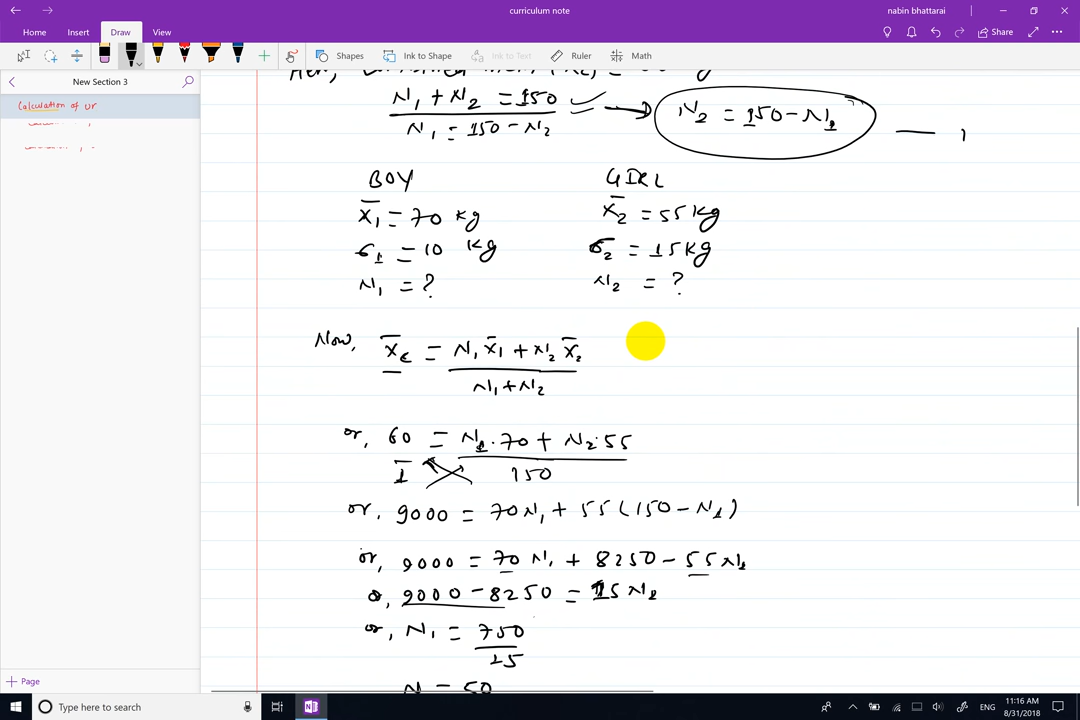 curriculum note
nabin bhattarai
Home Insert Draw View
Share
Shapes Ink to Shape Ink to Text Ruler Math
New Section 3
Calculation of ur
N₁ + N₂ = 150
N₁ = 150 - N₂
N₂ = 150 - N₁
BOY GIRL
x̄₁ = 70 kg x̄₂ = 55 kg
σ₁ = 10 kg σ₂ = 15 kg
N₁ = ? N₂ = ?
Now, x̄c = N₁x̄₁ + N₂x̄₂
N₁ + N₂
or, 60 = N₁.70 + N₂.55
1 150
or, 9000 = 70N₁ + 55(150 - N₁)
or, 9000 = 70 N₁ + 8250 - 55N₁
or, 9000 - 8250 = 15N₁
or, N₁ = 750
15
N = 50
Page
Type here to search
ENG
11:16 AM
8/31/2018